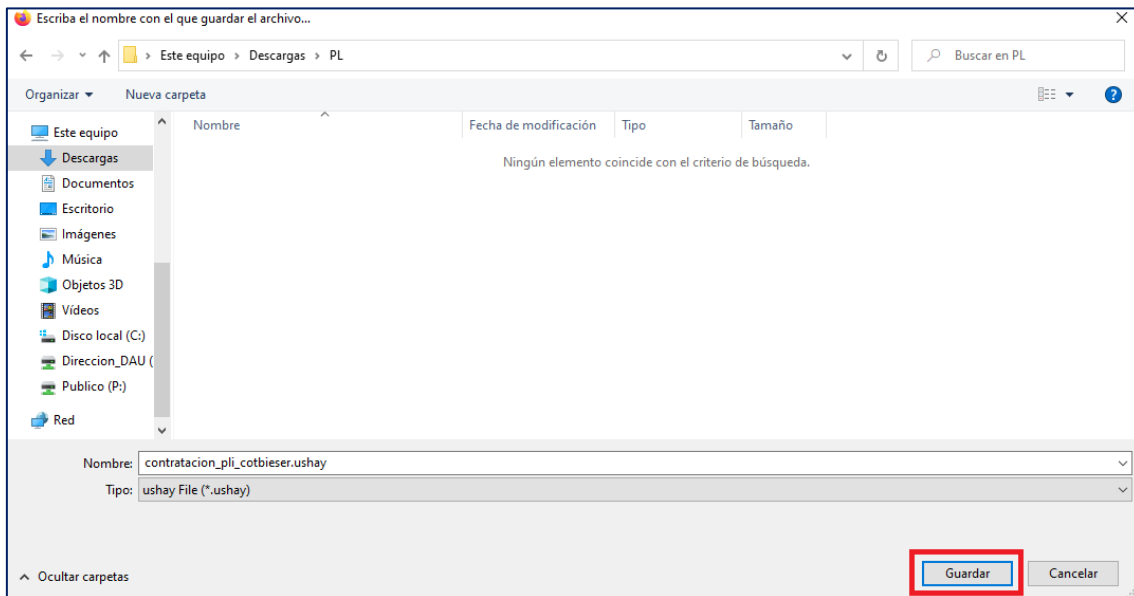 Escriba el nombre con el que guardar el archivo...
Este equipo > Descargas > PL
Buscar en PL
Organizar
Nueva carpeta
Nombre
Fecha de modificación
Tipo
Tamaño
Ningún elemento coincide con el criterio de búsqueda.
Este equipo
Descargas
Documentos
Escritorio
Imágenes
Música
Objetos 3D
Vídeos
Disco local (C:)
Direccion_DAU (
Publico (P:)
Red
Nombre: contratacion_pli_cotbieser.ushay
Tipo: ushay File (*.ushay)
Ocultar carpetas
Guardar
Cancelar